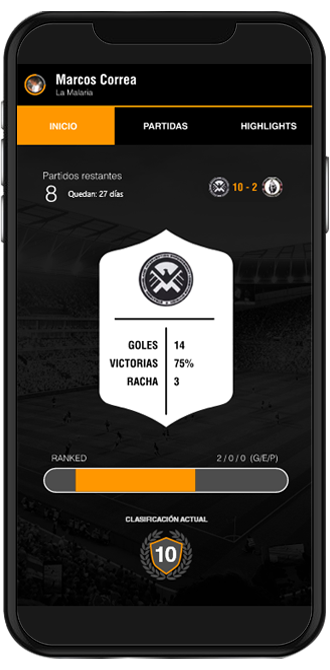 Marcos Correa
La Malaria
INICIO PARTIDAS HIGHLIGHTS
Partidos restantes
8 Quedan: 27 días
10 - 2
GOLES 14
VICTORIAS 75%
RACHA 3
RANKED 2 / 0 / 0 (G/E/P)
CLASIFICACIÓN ACTUAL
10